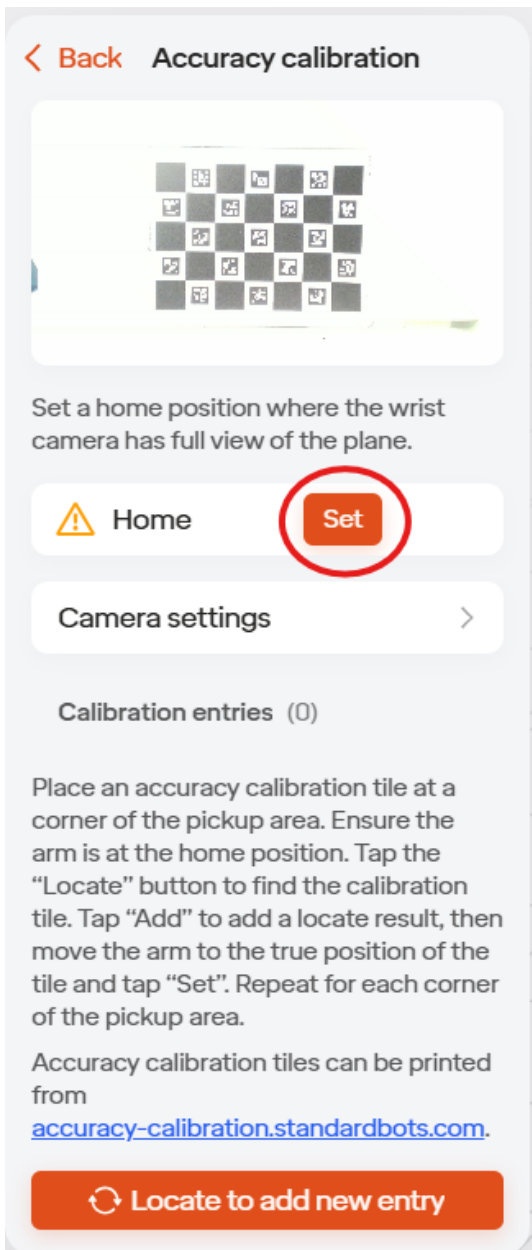 Back Accuracy calibration
Set a home position where the wrist
camera has full view of the plane.
Home Set
Camera settings
Calibration entries (0)
Place an accuracy calibration tile at a
corner of the pickup area. Ensure the
arm is at the home position. Tap the
“Locate” button to find the calibration
tile. Tap “Add” to add a locate result, then
move the arm to the true position of the
tile and tap “Set”. Repeat for each corner
of the pickup area.
Accuracy calibration tiles can be printed
from
accuracy-calibration.standardbots.com.
Locate to add new entry